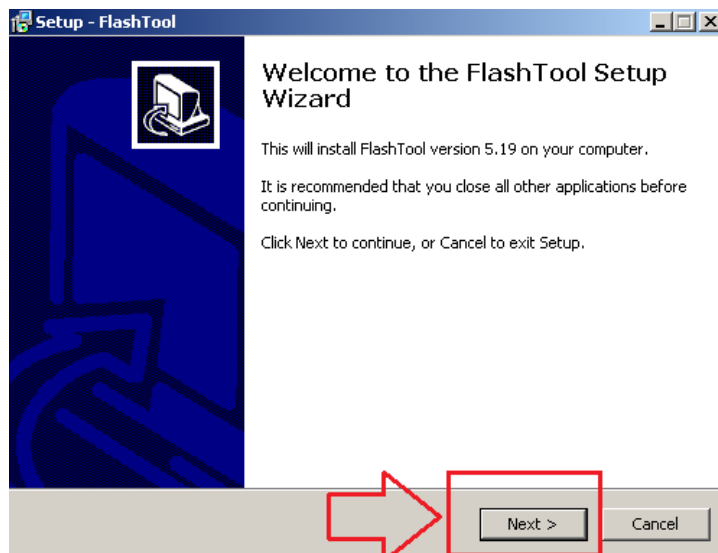 Setup - FlashTool
Welcome to the FlashTool Setup
Wizard
This will install FlashTool version 5.19 on your computer.
It is recommended that you close all other applications before
continuing.
Click Next to continue, or Cancel to exit Setup.
Next >
Cancel